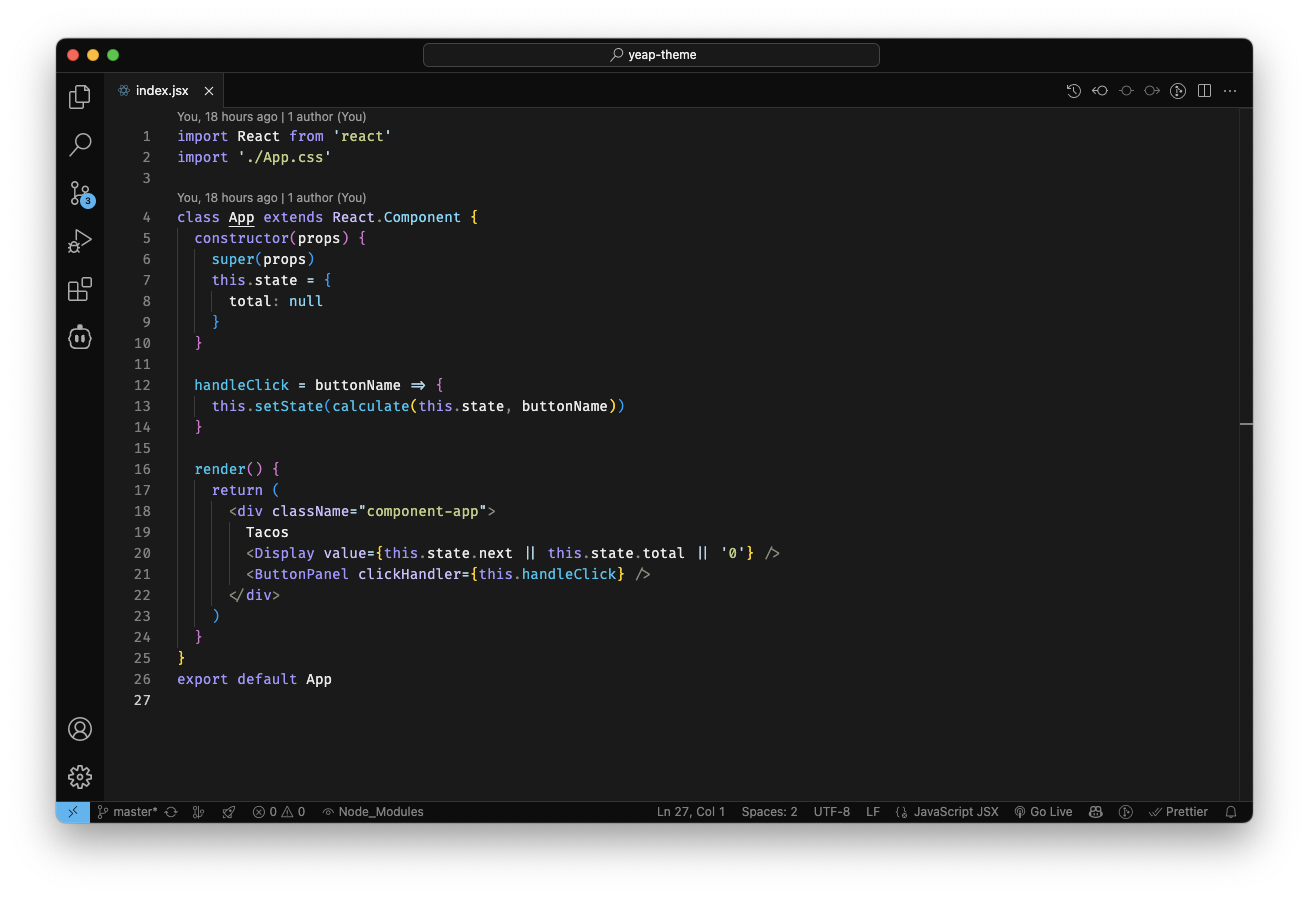 yeap-theme
index.jsx
You, 18 hours ago | 1 author (You)
1 import React from 'react'
2 import './App.css'
3
You, 18 hours ago | 1 author (You)
4 class App extends React.Component {
5 constructor(props) {
6 super(props)
7 this.state = {
8 total: null
9 }
10 }
11
12 handleClick = buttonName => {
13 this.setState(calculate(this.state, buttonName))
14 }
15
16 render() {
17 return (
18 <div className="component-app">
19 Tacos
20 <Display value={this.state.next || this.state.total || '0'} />
21 <ButtonPanel clickHandler={this.handleClick} />
22 </div>
23 )
24 }
25 }
26 export default App
27
3
master* 0 0 Node_Modules Ln 27, Col 1 Spaces: 2 UTF-8 LF {} JavaScript JSX Go Live Prettier